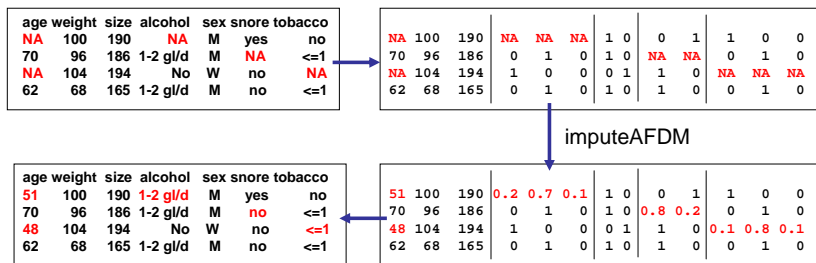 age weight size alcohol sex snore tobacco
NA 100 190 NA M yes no
70 96 186 1-2 gl/d M NA <=1
NA 104 194 No W no NA
62 68 165 1-2 gl/d M no <=1
NA 100 190 NA NA NA 1 0 0 1 1 0 0
70 96 186 0 1 0 1 0 NA NA 0 1 0
NA 104 194 1 0 0 0 1 1 0 NA NA NA
62 68 165 0 1 0 1 0 1 0 0 1 0
imputeAFDM
age weight size alcohol sex snore tobacco
51 100 190 1-2 gl/d M yes no
70 96 186 1-2 gl/d M no <=1
48 104 194 No W no <=1
62 68 165 1-2 gl/d M no <=1
51 100 190 0.2 0.7 0.1 1 0 0 1 1 0 0
70 96 186 0 1 0 1 0 0.8 0.2 0 1 0
48 104 194 1 0 0 0 1 1 0 0.1 0.8 0.1
62 68 165 0 1 0 1 0 1 0 0 1 0